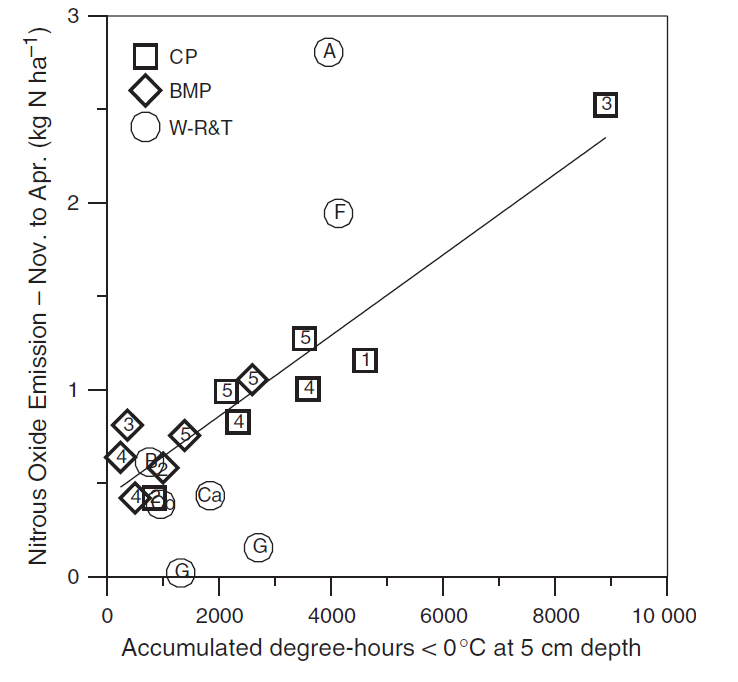 3
CP
A
BMP
3
W-R&T
2
F
5
1
5
5
4
1
3
4
5
4
B
2
4
2
Ca
G
G
0
0
2000
4000
6000
8000
10 000
Accumulated degree-hours < 0°C at 5 cm depth
Nitrous Oxide Emission – Nov. to Apr. (kg N ha⁻¹)